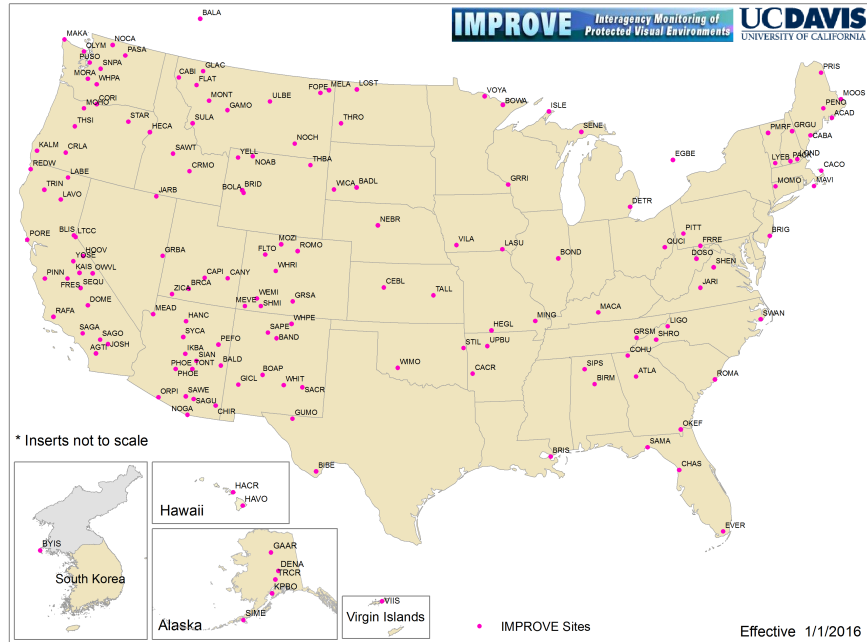 BALA
IMPROVE Interagency Monitoring of
Protected Visual Environments
UCDAVIS
UNIVERSITY OF CALIFORNIA
MAKA
NOCA
OLYM
PASA
PUSO
SNPA
MORA
WHPA
GLAC
CABI
FLAT
MONT
GAMO
ULBE
FOPE
MELA
LOST
VOYA
BOWA
ISLE
SENE
PRIS
MOOS
PENO
ACAD
CORI
MOHO
THSI
STAR
HECA
SULA
THRO
NOCH
EGBE
PMRF
GRGU
CABA
LYEB
PACK
LOND
CACO
MOMO
MAVI
KALM
CRLA
REDW
LABE
SAWT
CRMO
YELL
NOAB
THBA
TRIN
LAVO
JARB
BOLA
BRID
WICA
BADL
GRRI
DETR
PORE
BLIS
LTCC
HOOV
YOSE
GRBA
MOZI
FLTO
ROMO
NEBR
VILA
LASU
BOND
PITT
QUCI
FRRE
DOSO
SHEN
BRIG
JARI
PINN
KAIS
OWVL
FRES
SEQU
DOME
ZICA
BRCA
CAPI
CANY
WHRI
WEMI
MEVE
SHMI
GRSA
CEBL
TALL
RAFA
MEAD
HANC
SYCA
WHPE
SAPE
BAND
PEFO
HEGL
MING
MACA
LIGO
SWAN
GRSM
SHRO
COHU
SAGA
SAGO
JOSH
AGTI
IKBA
SIAN
PHOE
TONT
PHOE
BALD
STIL
UPBU
CACR
WIMO
SIPS
BIRM
ATLA
ROMA
ORPI
SAWE
SAGU
NOGA
CHIR
GICL
BOAP
WHIT
SACR
GUMO
BIBE
BRIS
OKEF
SAMA
CHAS
EVER
* Inserts not to scale
BYIS
South Korea
HACR
HAVO
Hawaii
GAAR
DENA
TRCR
KPBO
SIME
Alaska
VIIS
Virgin Islands
IMPROVE Sites
Effective 1/1/2016